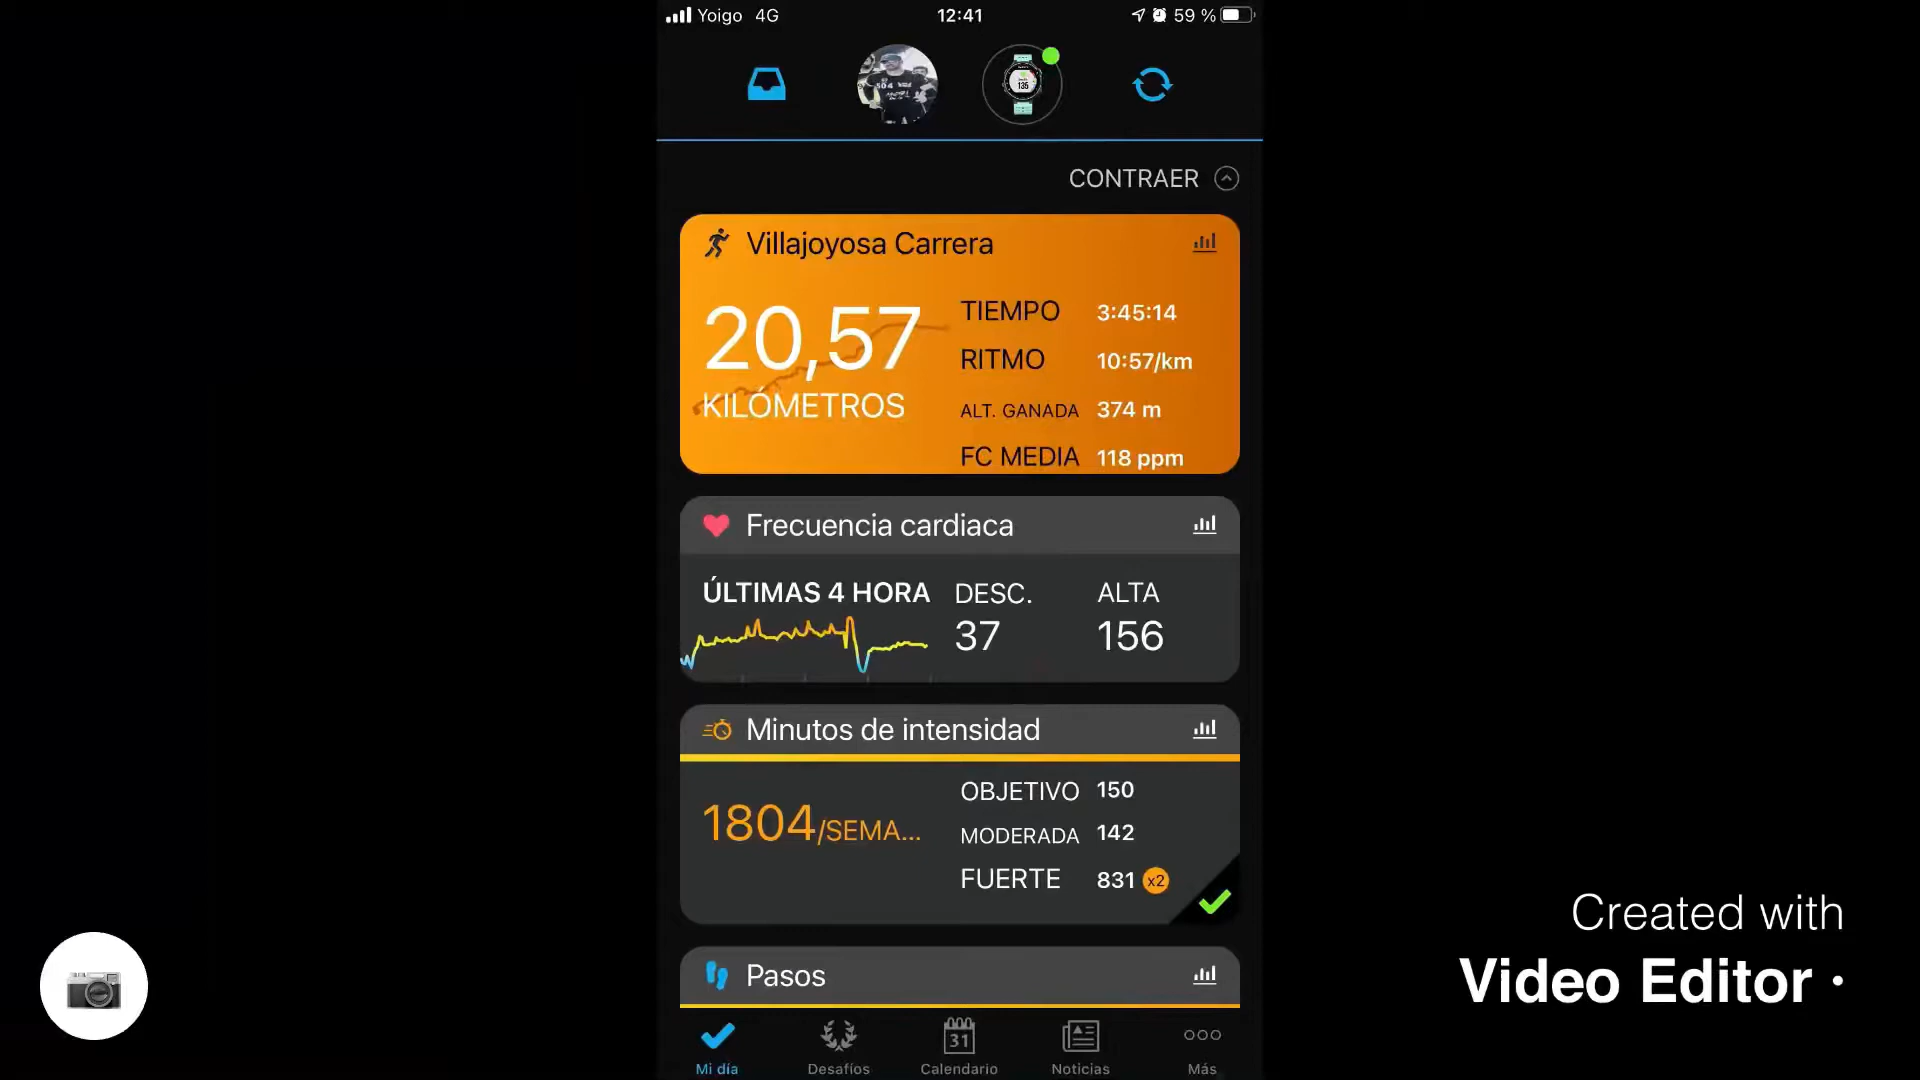 Yoigo 4G 12:41 59 %
135
CONTRAER
Villajoyosa Carrera
20,57
KILÓMETROS
TIEMPO 3:45:14
RITMO 10:57/km
ALT. GANADA 374 m
FC MEDIA 118 ppm
Frecuencia cardiaca
ÚLTIMAS 4 HORA DESC. ALTA
37 156
Minutos de intensidad
1804/SEMA...
OBJETIVO 150
MODERADA 142
FUERTE 831 x2
Pasos
31
Mi día Desafíos Calendario Noticias Más
Created with
Video Editor ·